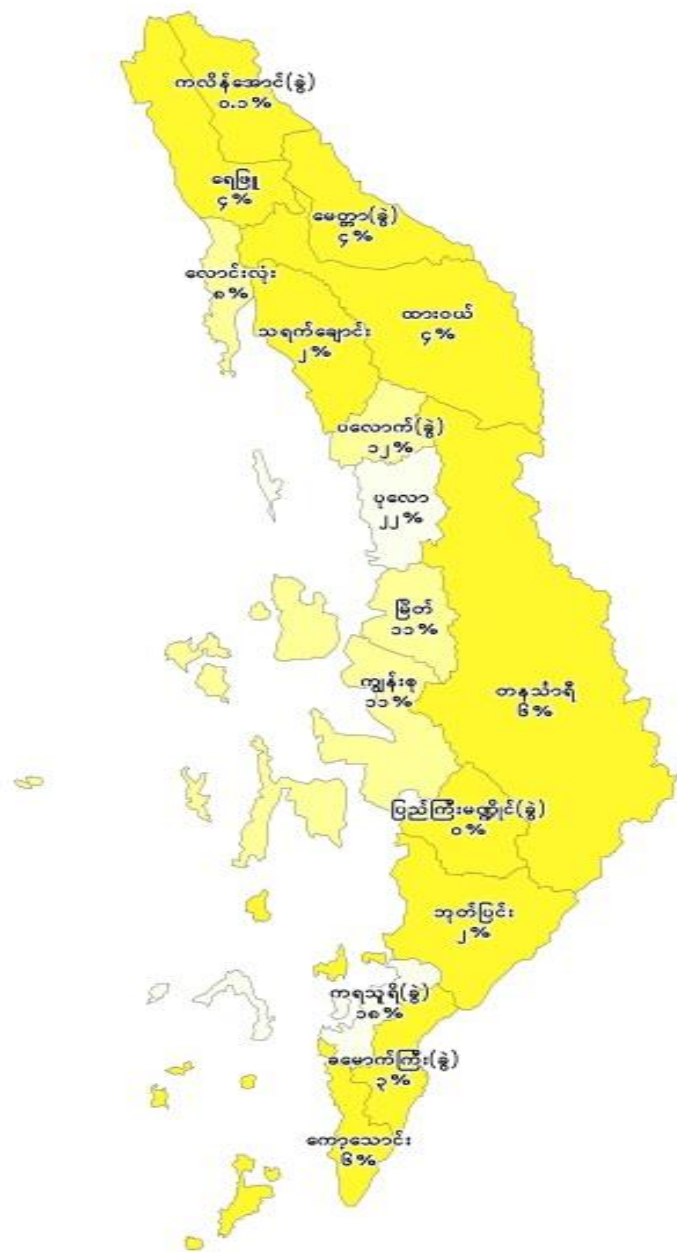 ကလိန်အောင်(ခွဲ)
၀.၁%
ရေဖြူ
၄%
မေတ္တာ(ခွဲ)
၄%
လောင်းလုံး
၈%
ထားဝယ်
၄%
သရက်ချောင်း
၂%
ပလောက်(ခွဲ)
၁၂%
ပုလော
၂၂%
မြိတ်
၁၁%
ကျွန်းစု
၁၁%
တနင်္သာရီ
၆%
ပြည်ကြီးမဏ္ဍိုင်(ခွဲ)
၀%
ဘုတ်ပြင်း
၂%
ကရသူရိ(ခွဲ)
၁၈%
ခမောက်ကြီး(ခွဲ)
၃%
ကော့သောင်း
၆%